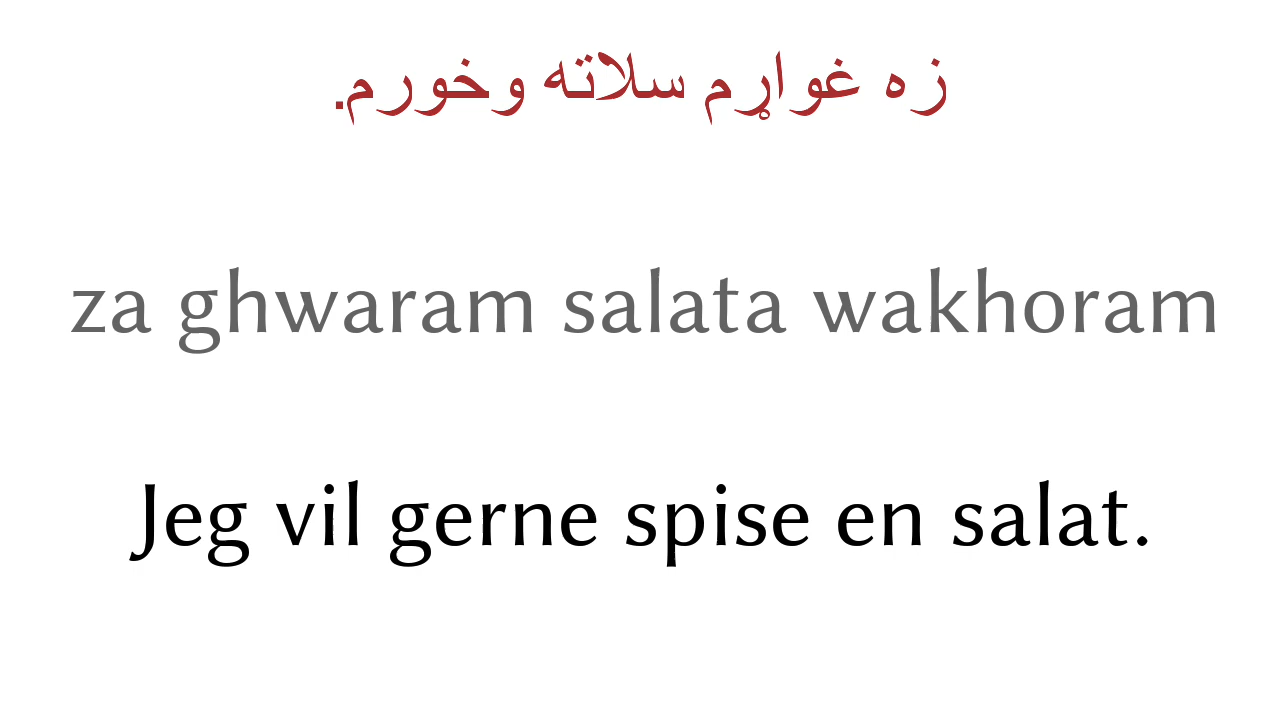 زه غواړم سلاته وخورم.
za ghwaram salata wakhoram
Jeg vil gerne spise en salat.